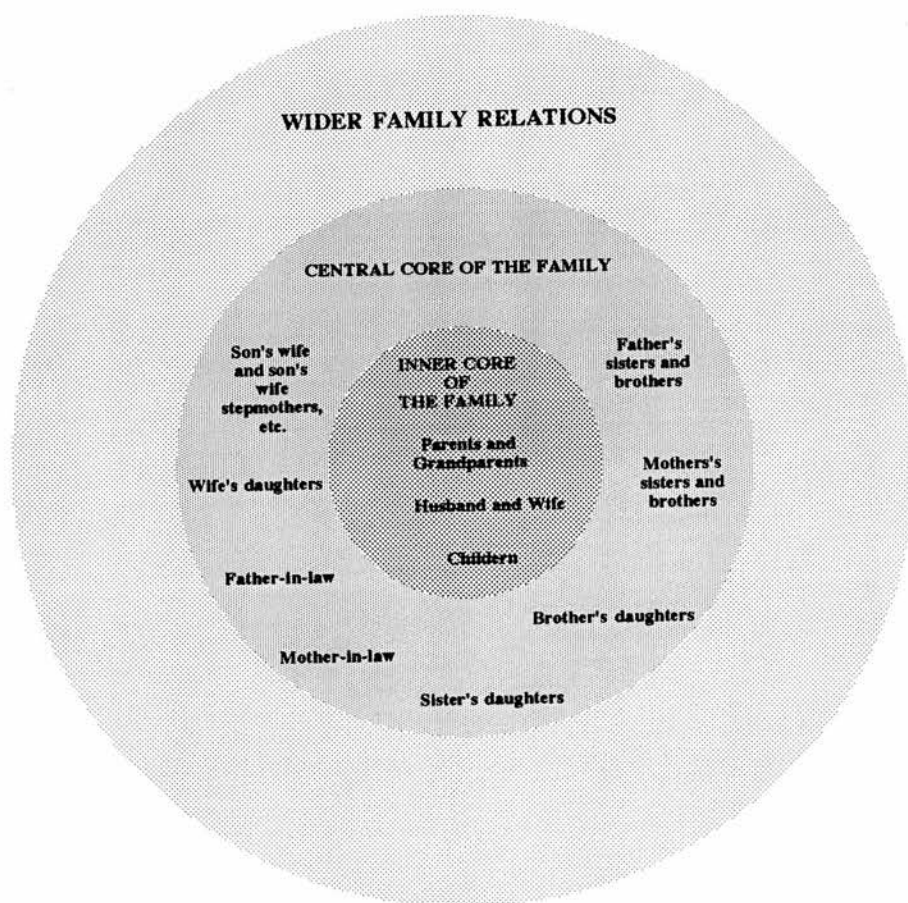 WIDER FAMILY RELATIONS
CENTRAL CORE OF THE FAMILY
Son's wife
and son's
wife
stepmothers,
etc.
INNER CORE
OF
THE FAMILY
Father's
sisters and
brothers
Parents and
Grandparents
Wife's daughters
Mothers's
sisters and
brothers
Husband and Wife
Childern
Father-in-law
Brother's daughters
Mother-in-law
Sister's daughters